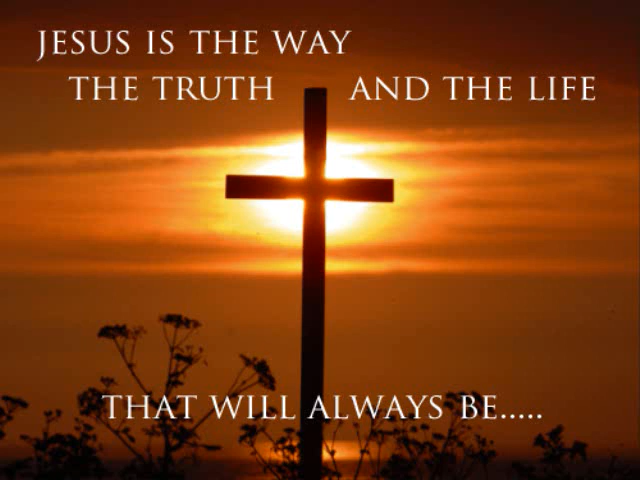 JESUS IS THE WAY
THE TRUTH AND THE LIFE
THAT WILL ALWAYS BE.....